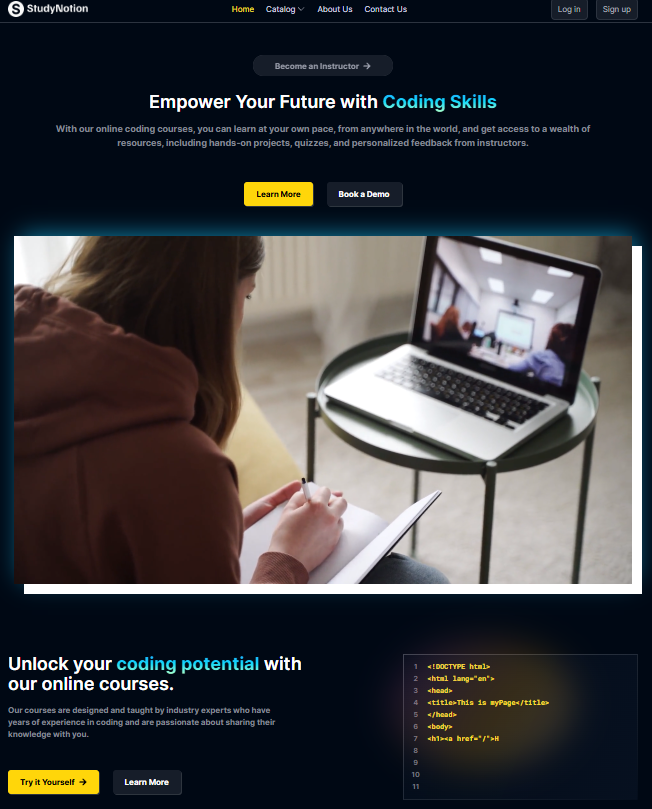 S StudyNotion
Home
Catalog
About Us
Contact Us
Log in
Sign up
Become an Instructor →
Empower Your Future with Coding Skills
With our online coding courses, you can learn at your own pace, from anywhere in the world, and get access to a wealth of
resources, including hands-on projects, quizzes, and personalized feedback from instructors.
Learn More
Book a Demo
Unlock your coding potential with
our online courses.
Our courses are designed and taught by industry experts who have
years of experience in coding and are passionate about sharing their
knowledge with you.
Try it Yourself →
Learn More
1 <!DOCTYPE html>
2 <html lang="en">
3 <head>
4 <title>This is myPage</title>
5 </head>
6 <body>
7 <h1><a href="/">H
8
9
10
11